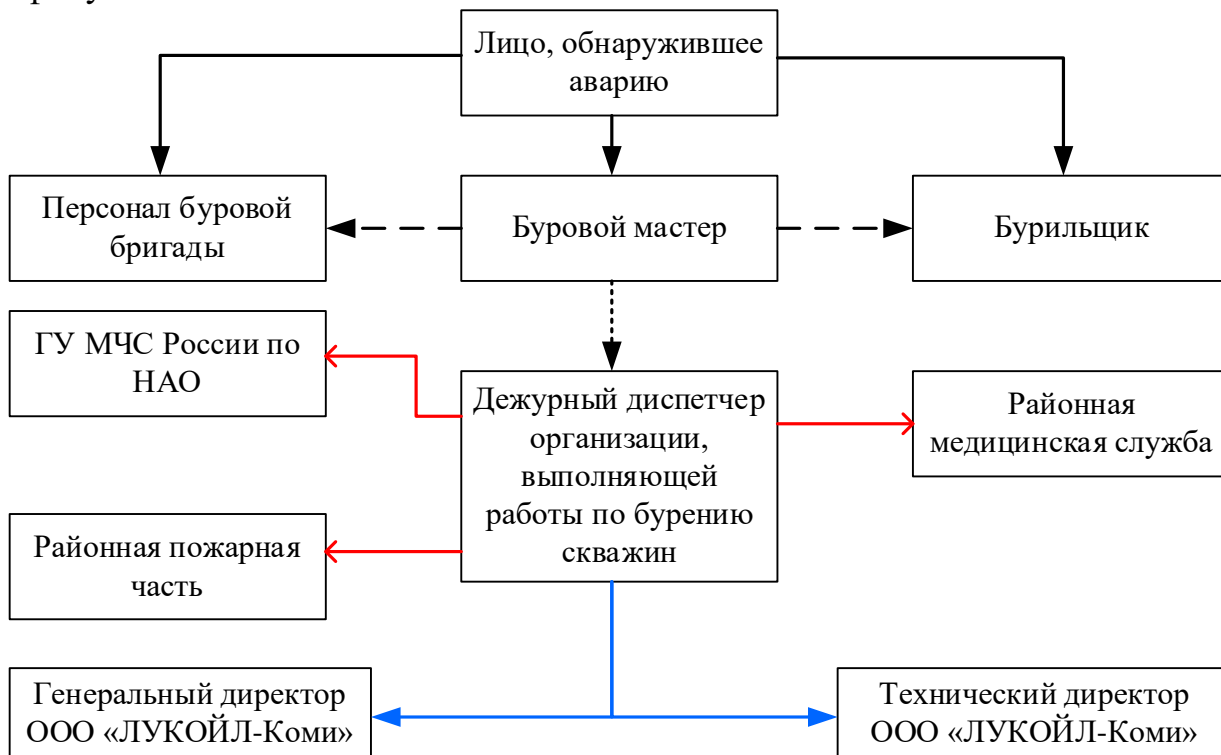 Лицо, обнаружившее
аварию
Персонал буровой
бригады
Буровой мастер
Бурильщик
ГУ МЧС России по
НАО
Дежурный диспетчер
организации,
выполняющей
работы по бурению
скважин
Районная
медицинская служба
Районная пожарная
часть
Генеральный директор
ООО «ЛУКОЙЛ-Коми»
Технический директор
ООО «ЛУКОЙЛ-Коми»